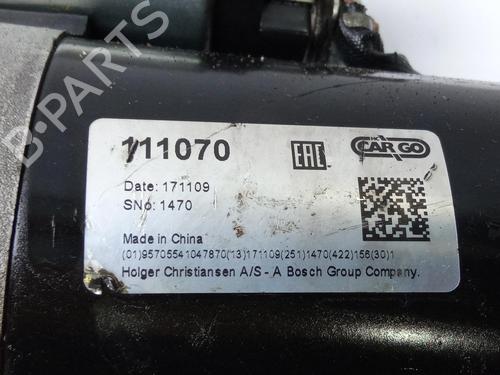 111070
EAC
HC
CARGO
Date: 171109
SNo: 1470
Made in China
(01)95705541047870(13)171109(251)1470(422)156(30)1
Holger Christiansen A/S - A Bosch Group Company.
B-PARTS